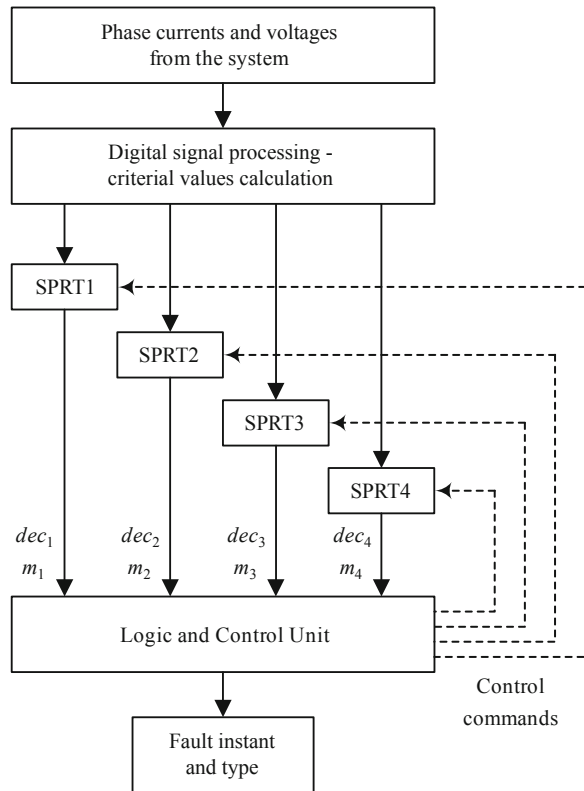 Phase currents and voltages
from the system
Digital signal processing -
criterial values calculation
SPRT1
SPRT2
SPRT3
SPRT4
dec₁
m₁
dec₂
m₂
dec₃
m₃
dec₄
m₄
Logic and Control Unit
Control
commands
Fault instant
and type